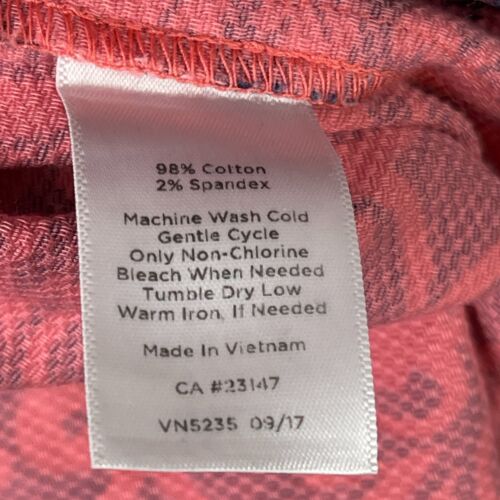 98% Cotton
2% Spandex
Machine Wash Cold
Gentle Cycle
Only Non-Chlorine
Bleach When Needed
Tumble Dry Low
Warm Iron, If Needed
Made In Vietnam
CA #23147
VN5235 09/17